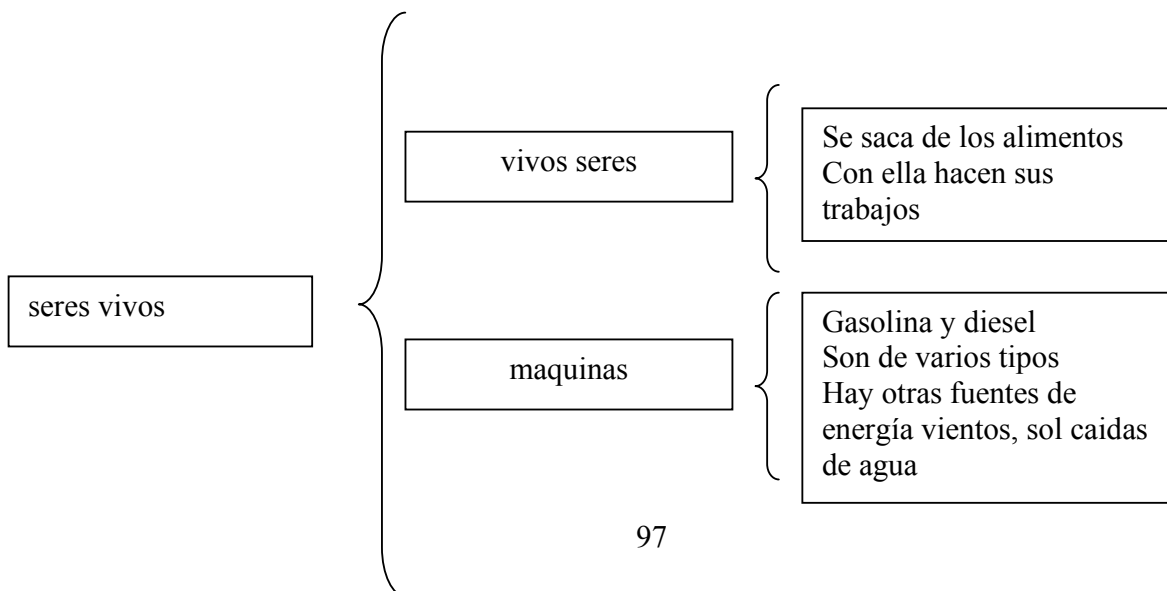 seres vivos
vivos seres
Se saca de los alimentos
Con ella hacen sus
trabajos
maquinas
Gasolina y diesel
Son de varios tipos
Hay otras fuentes de
energía vientos, sol caidas
de agua
97